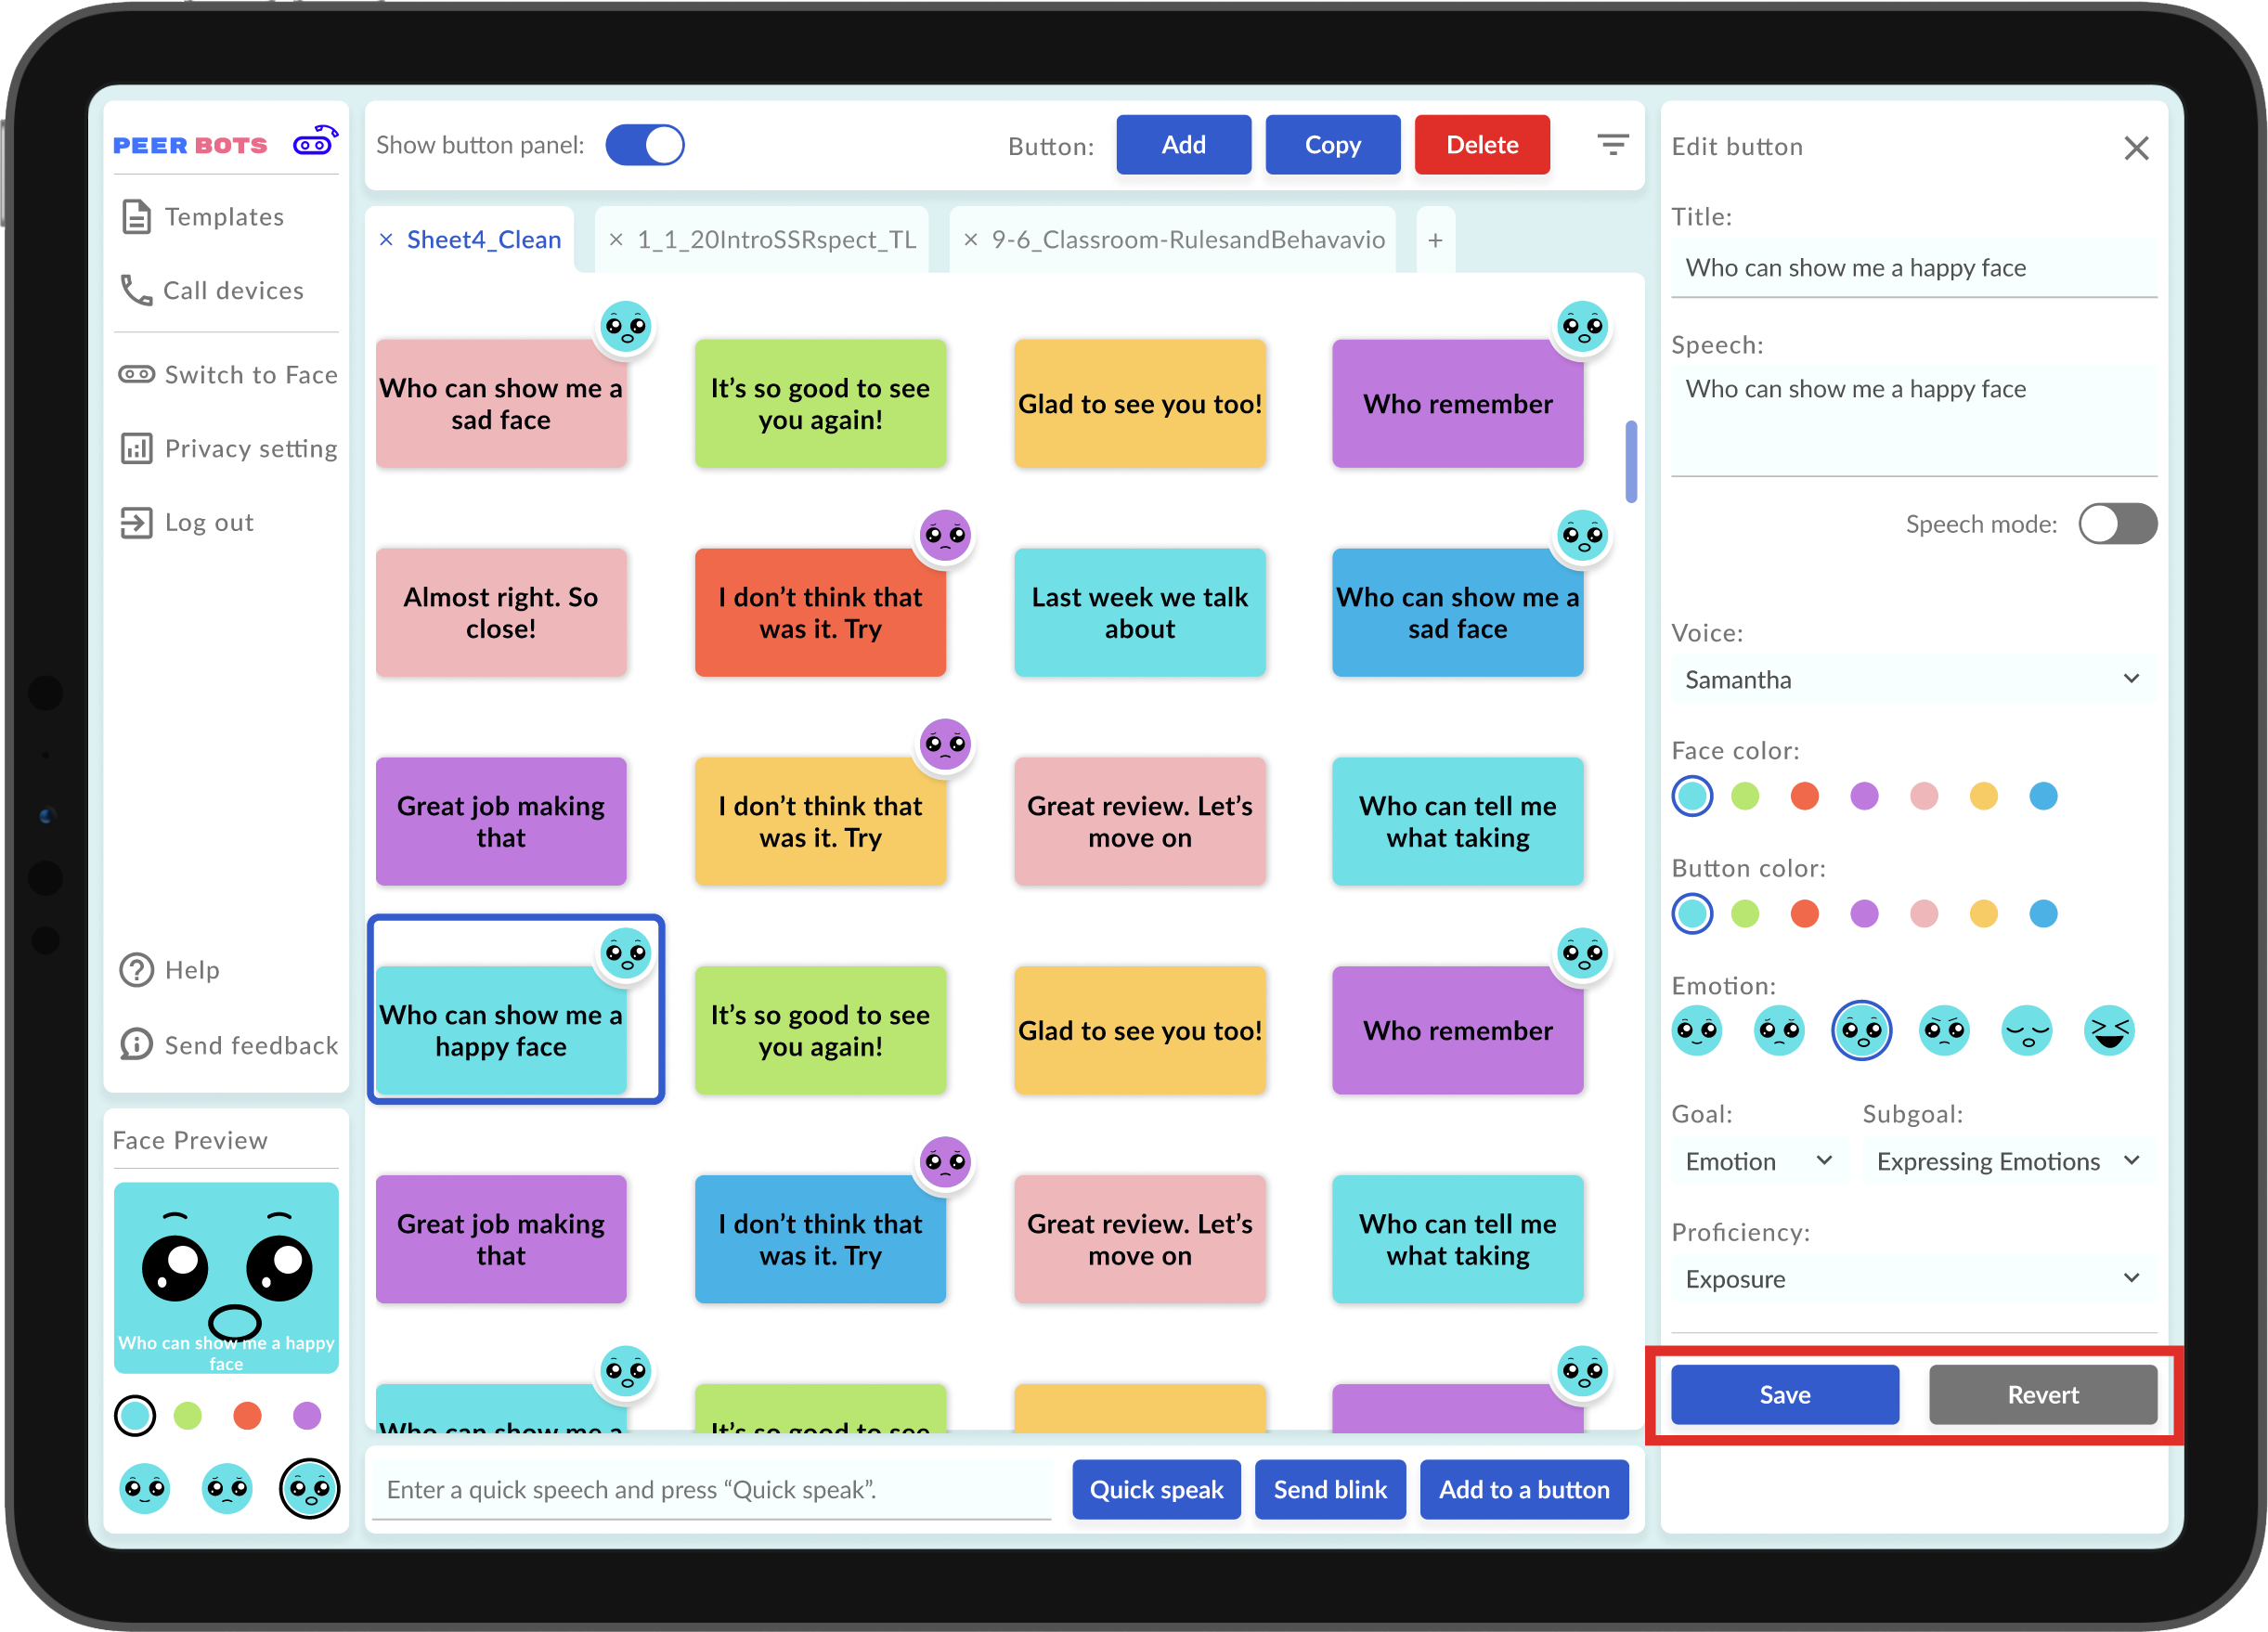 PEER BOTS
Templates
Call devices
Switch to Face
Privacy setting
Log out
Help
Send feedback
Face Preview
Who can show me a happy
face
Show button panel:
Button:
Add
Copy
Delete
× Sheet4_Clean
× 1_1_20IntroSSRspect_TL
× 9-6_Classroom-RulesandBehavavio
+
Who can show me a
sad face
It's so good to see
you again!
Glad to see you too!
Who remember
Almost right. So
close!
I don't think that
was it. Try
Last week we talk
about
Who can show me a
sad face
Great job making
that
I don't think that
was it. Try
Great review. Let's
move on
Who can tell me
what taking
Who can show me a
happy face
It's so good to see
you again!
Glad to see you too!
Who remember
Great job making
that
I don't think that
was it. Try
Great review. Let's
move on
Who can tell me
what taking
Who can show me a
It's so good to see
Enter a quick speech and press “Quick speak”.
Quick speak
Send blink
Add to a button
Edit button
Title:
Who can show me a happy face
Speech:
Who can show me a happy face
Speech mode:
Voice:
Samantha
Face color:
Button color:
Emotion:
Goal:
Subgoal:
Emotion
Expressing Emotions
Proficiency:
Exposure
Save
Revert